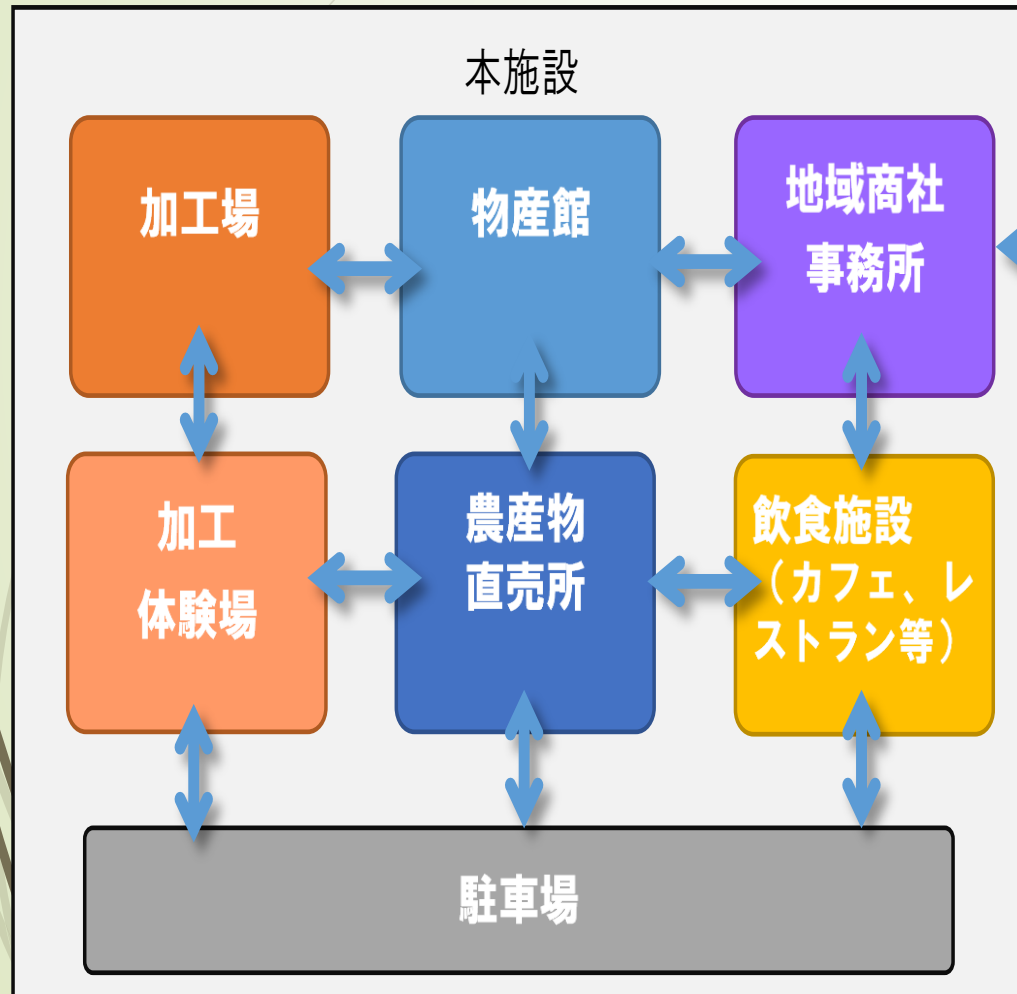 本施設
加工場
物産館
地域商社
事務所
加工
体験場
農産物
直売所
飲食施設
（カフェ、レ
ストラン等）
駐車場